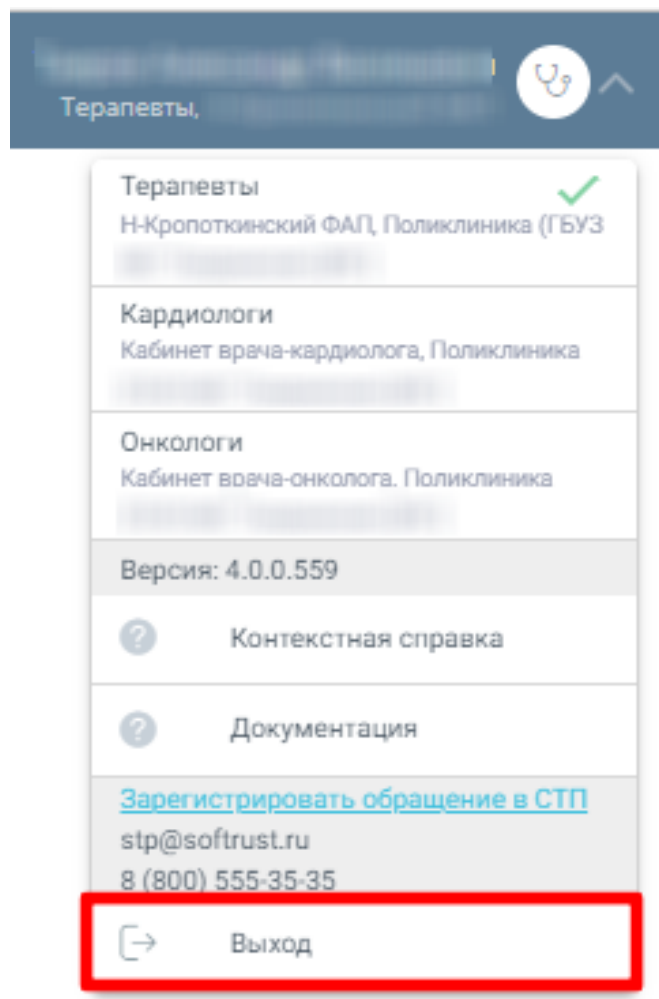 Терапевты,
Терапевты
Н-Кропоткинский ФАП, Поликлиника (ГБУЗ
Кардиологи
Кабинет врача-кардиолога, Поликлиника
Онкологи
Кабинет врача-онколога. Поликлиника
Версия: 4.0.0.559
Контекстная справка
Документация
Зарегистрировать обращение в СТП
stp@softrust.ru
8 (800) 555-35-35
Выход